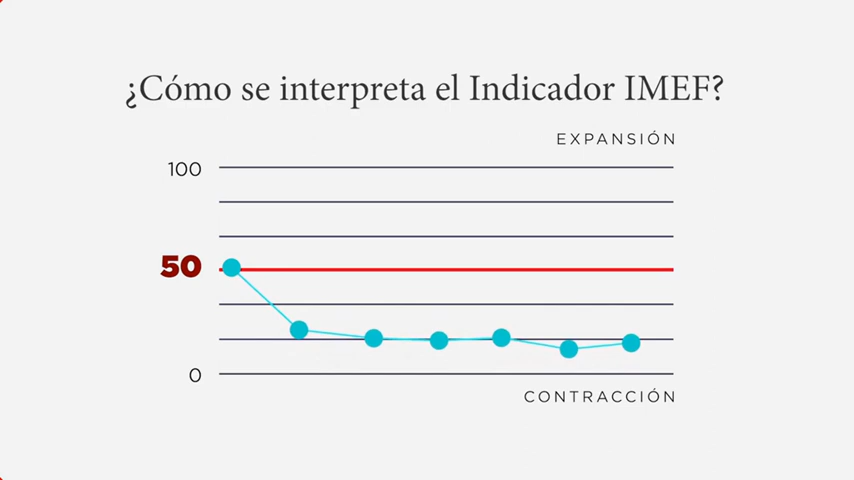 ¿Cómo se interpreta el Indicador IMEF?
EXPANSIÓN
100
50
0
CONTRACCIÓN